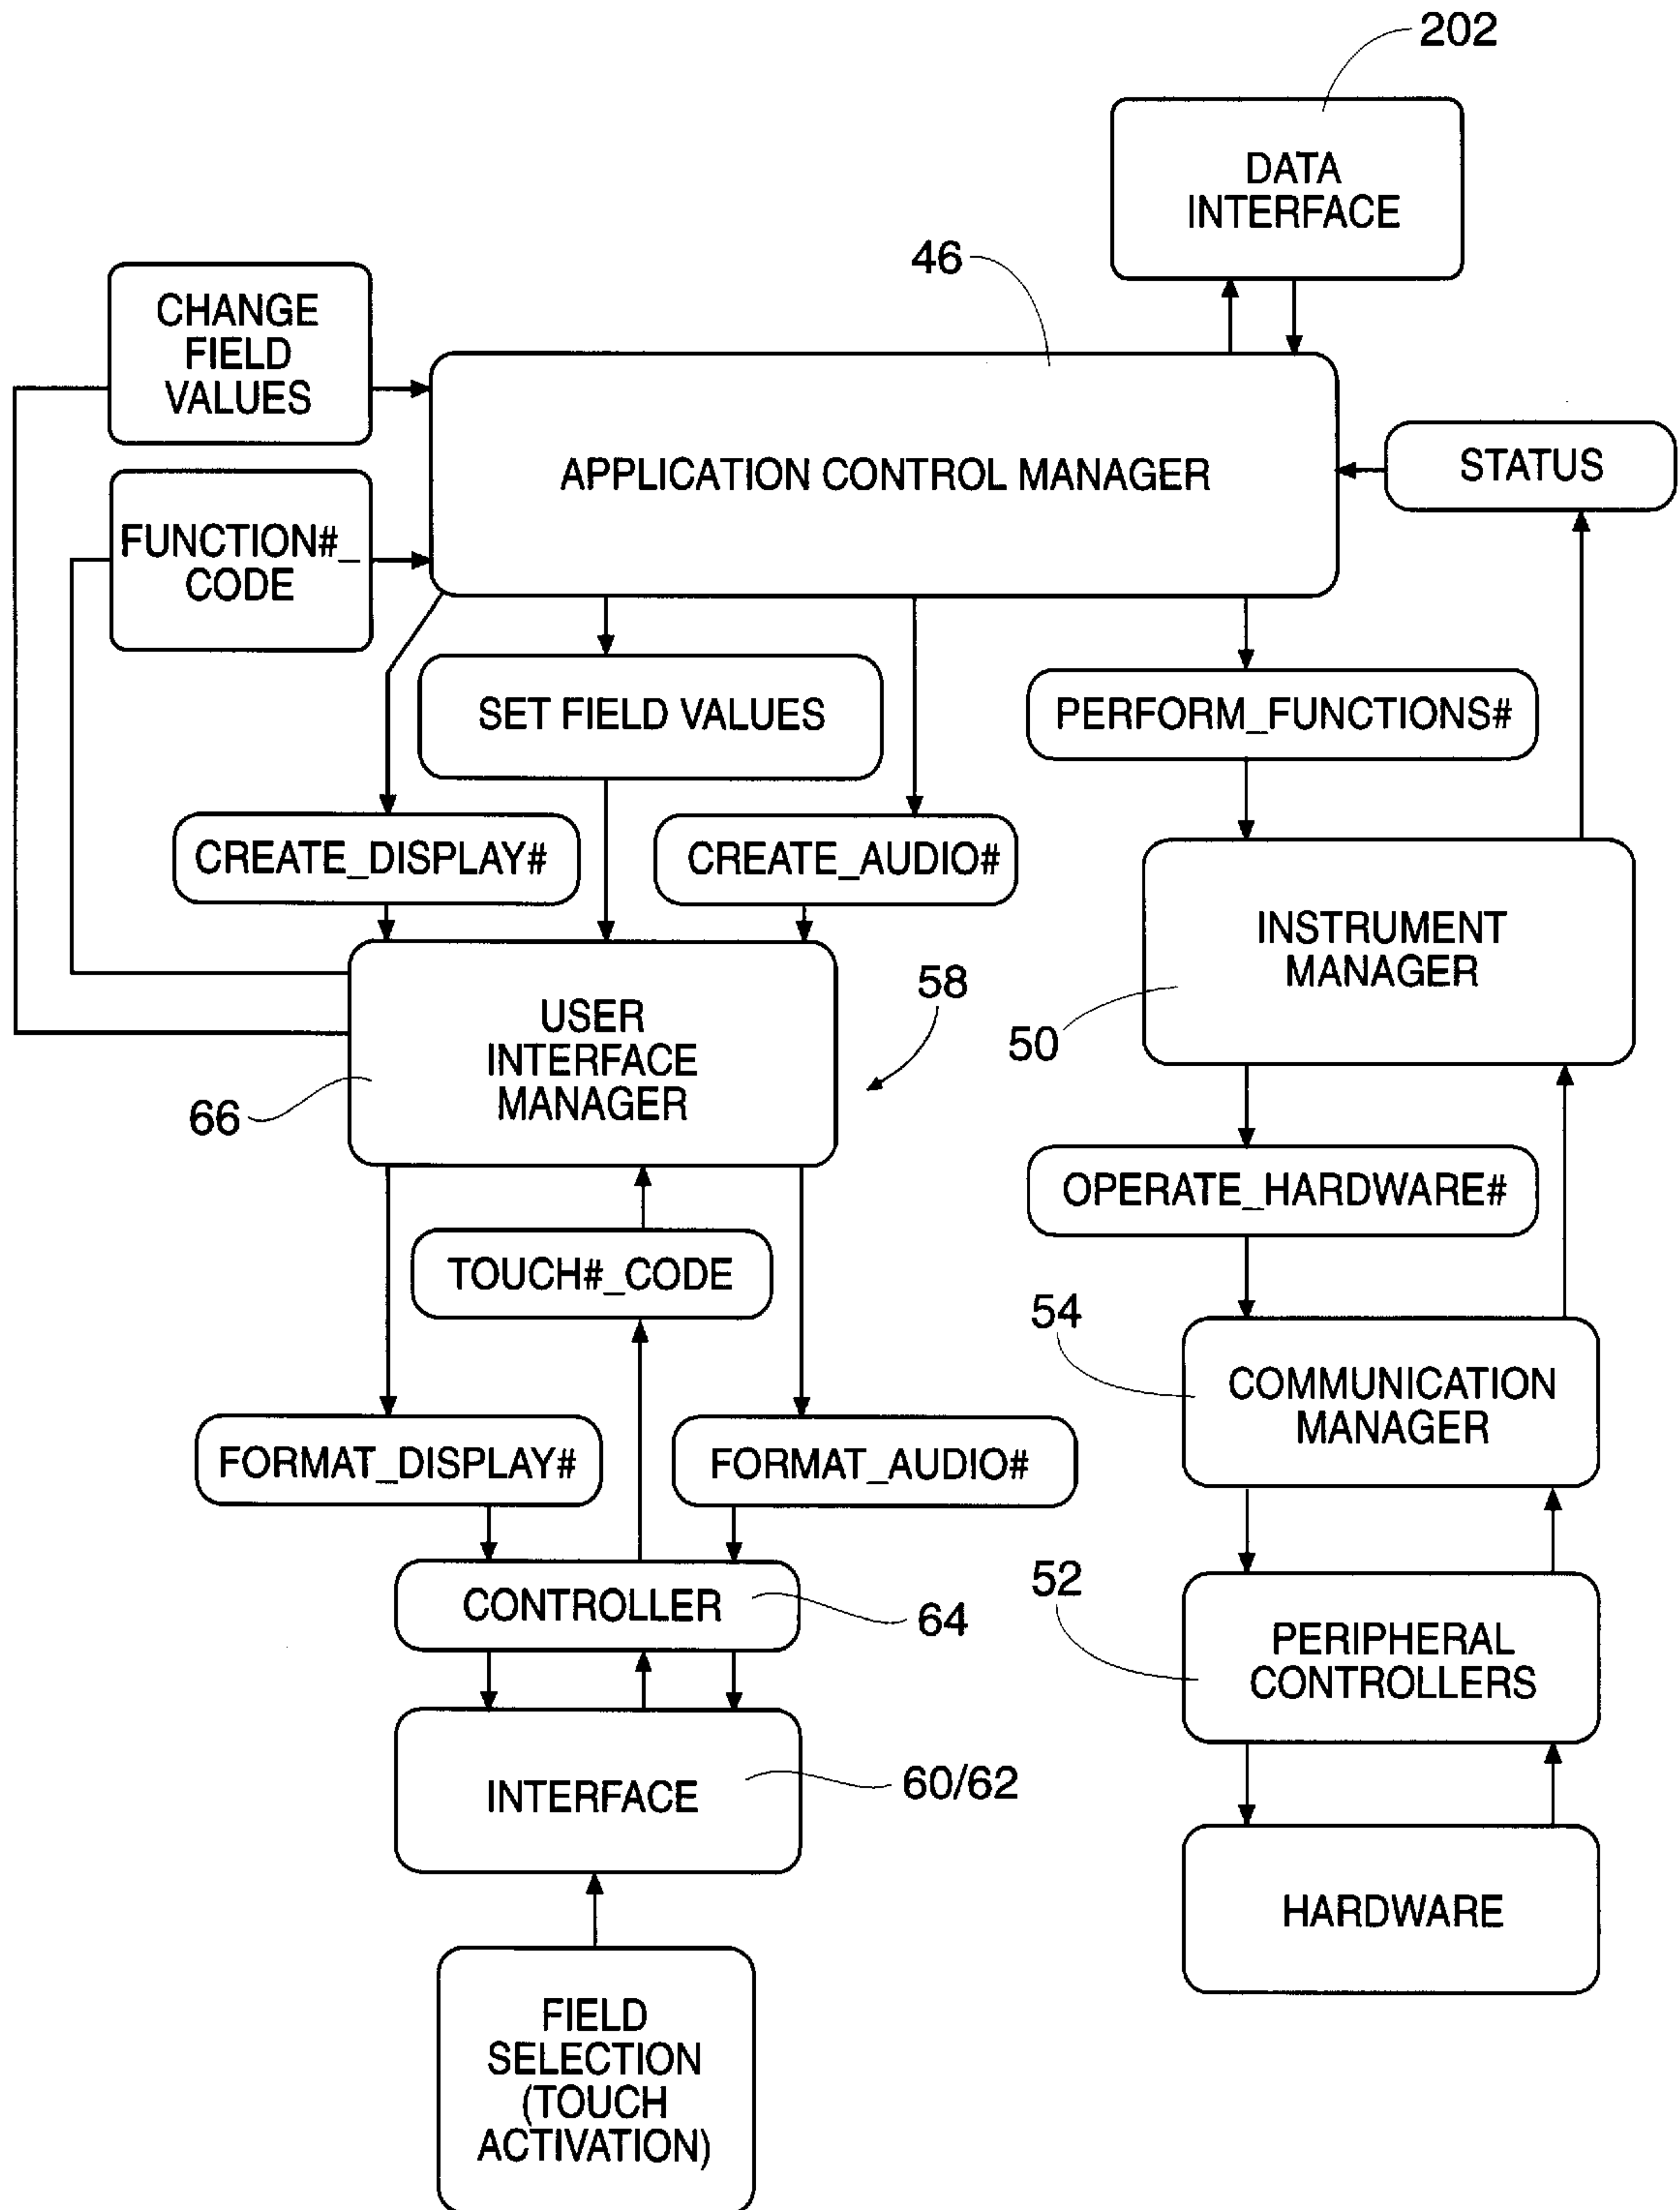 202
DATA
INTERFACE
46
CHANGE
FIELD
VALUES
APPLICATION CONTROL MANAGER
STATUS
FUNCTION#_
CODE
SET FIELD VALUES
PERFORM_FUNCTIONS#
CREATE_DISPLAY#
CREATE_AUDIO#
INSTRUMENT
MANAGER
50
58
USER
INTERFACE
MANAGER
66
OPERATE_HARDWARE#
TOUCH#_CODE
54
COMMUNICATION
MANAGER
FORMAT_DISPLAY#
FORMAT_AUDIO#
CONTROLLER
64
52
PERIPHERAL
CONTROLLERS
INTERFACE
60/62
HARDWARE
FIELD
SELECTION
(TOUCH
ACTIVATION)